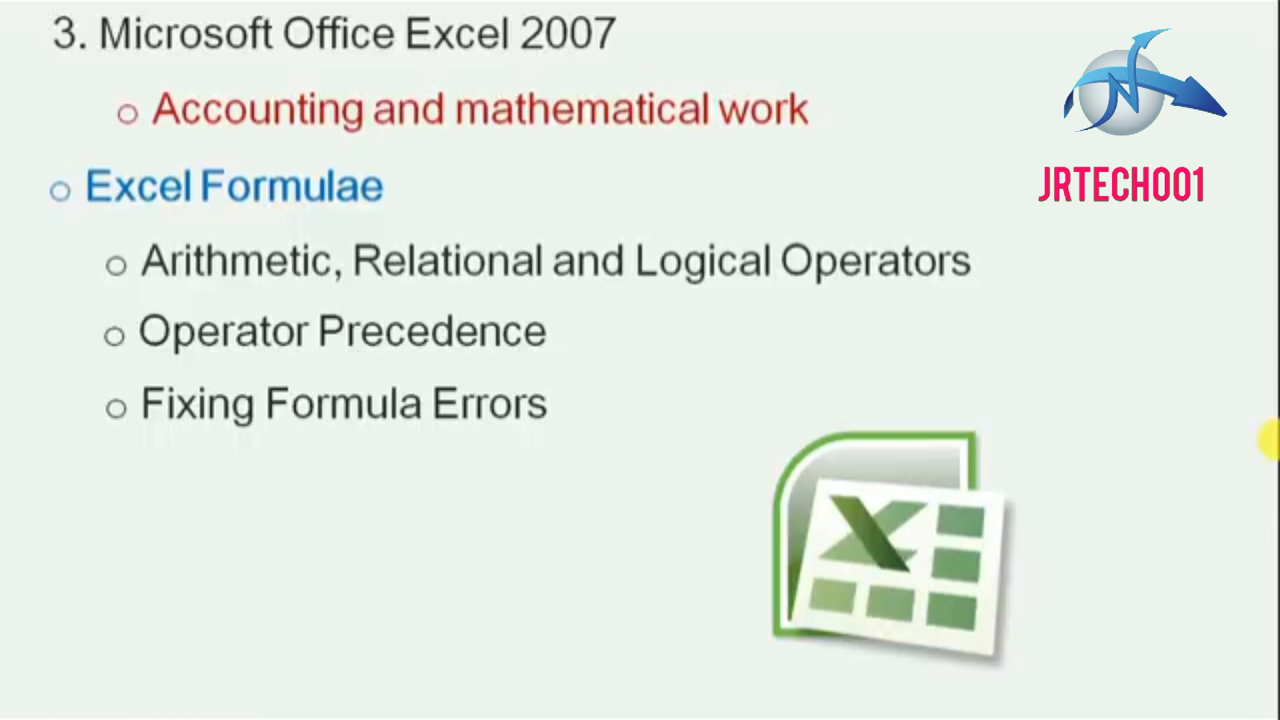 3. Microsoft Office Excel 2007
Accounting and mathematical work
Excel Formulae
Arithmetic, Relational and Logical Operators
Operator Precedence
Fixing Formula Errors
JRTECH001